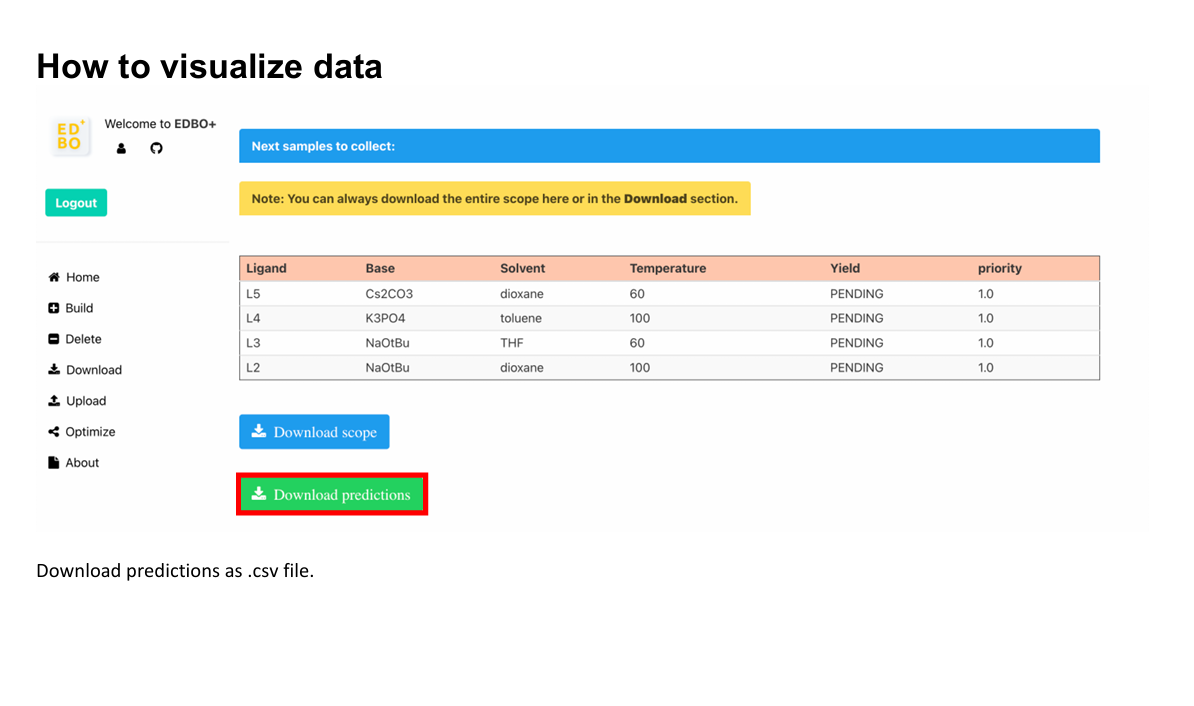 How to visualize data
ED+
BO
Welcome to EDBO+
Logout
Home
Build
Delete
Download
Upload
Optimize
About
Next samples to collect:
Note: You can always download the entire scope here or in the Download section.
Ligand Base Solvent Temperature Yield priority
L5 Cs2CO3 dioxane 60 PENDING 1.0
L4 K3PO4 toluene 100 PENDING 1.0
L3 NaOtBu THF 60 PENDING 1.0
L2 NaOtBu dioxane 100 PENDING 1.0
Download scope
Download predictions
Download predictions as .csv file.